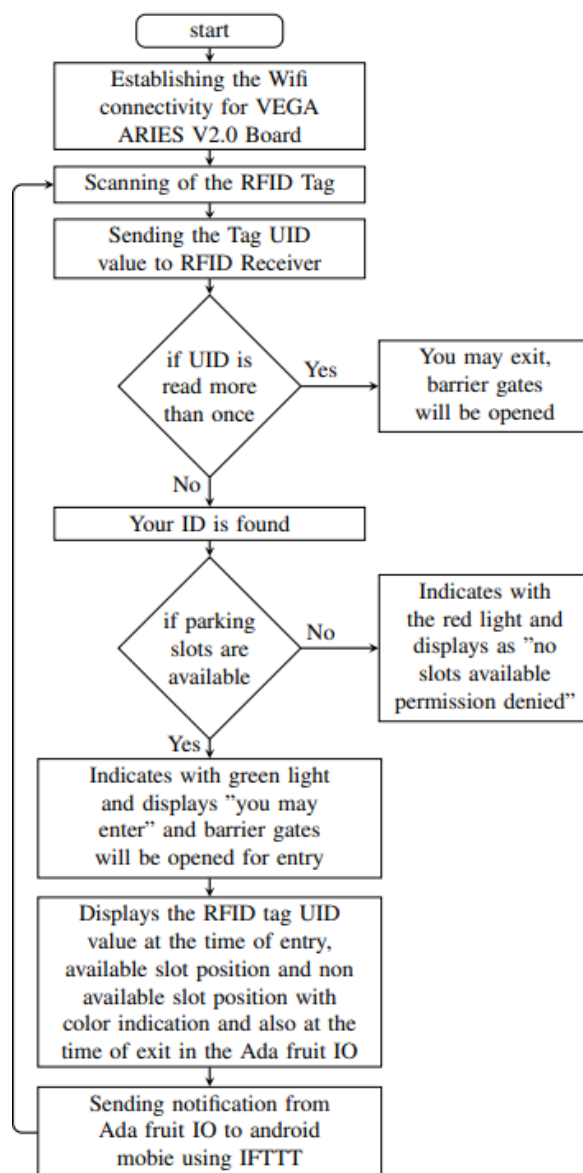 start
Establishing the Wifi
connectivity for VEGA
ARIES V2.0 Board
Scanning of the RFID Tag
Sending the Tag UID
value to RFID Receiver
if UID is
read more
than once
Yes
You may exit,
barrier gates
will be opened
No
Your ID is found
if parking
slots are
available
No
Indicates with
the red light and
displays as ”no
slots available
permission denied”
Yes
Indicates with green light
and displays ”you may
enter” and barrier gates
will be opened for entry
Displays the RFID tag UID
value at the time of entry,
available slot position and non
available slot position with
color indication and also at the
time of exit in the Ada fruit IO
Sending notification from
Ada fruit IO to android
mobie using IFTTT